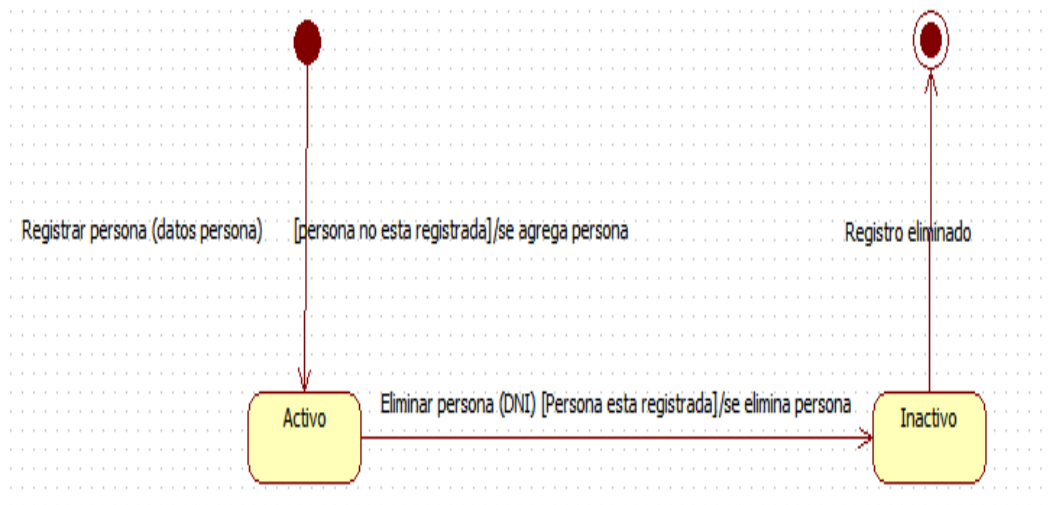 Registrar persona (datos persona) [persona no esta registrada]/se agrega persona
Registro eliminado
Eliminar persona (DNI) [Persona esta registrada]/se elimina persona
Activo
Inactivo